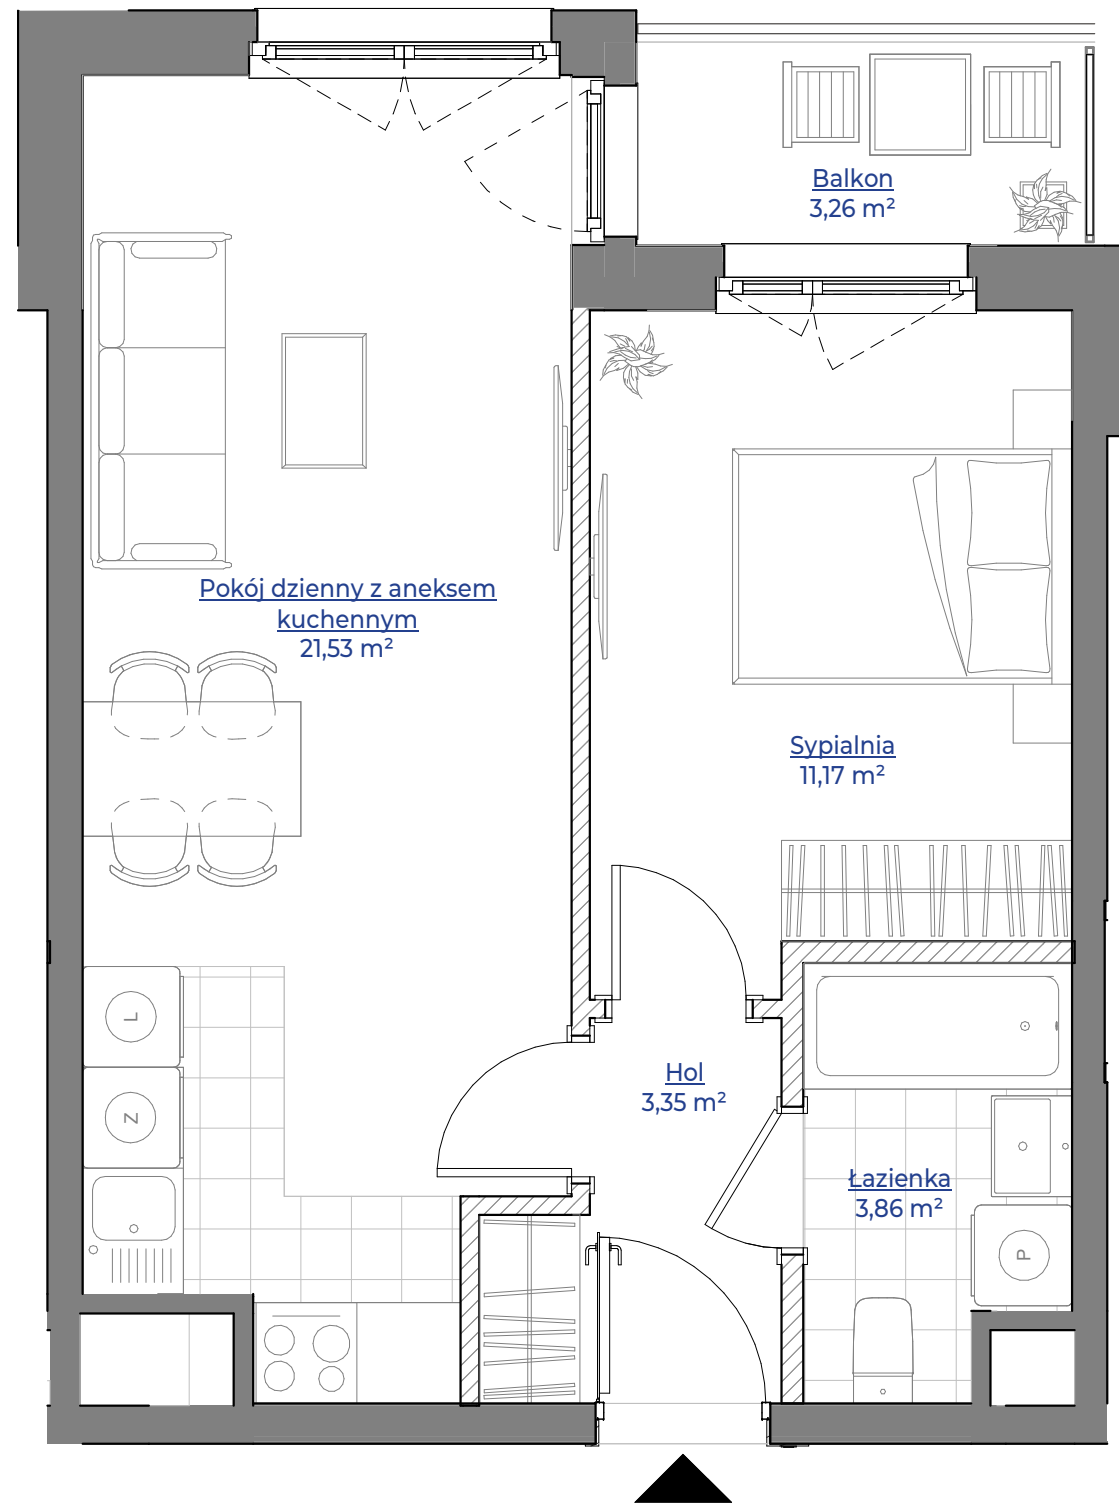 Balkon
3,26 m²
Pokój dzienny z aneksem
kuchennym
21,53 m²
Sypialnia
11,17 m²
L
Z
Hol
3,35 m²
Łazienka
3,86 m²
P